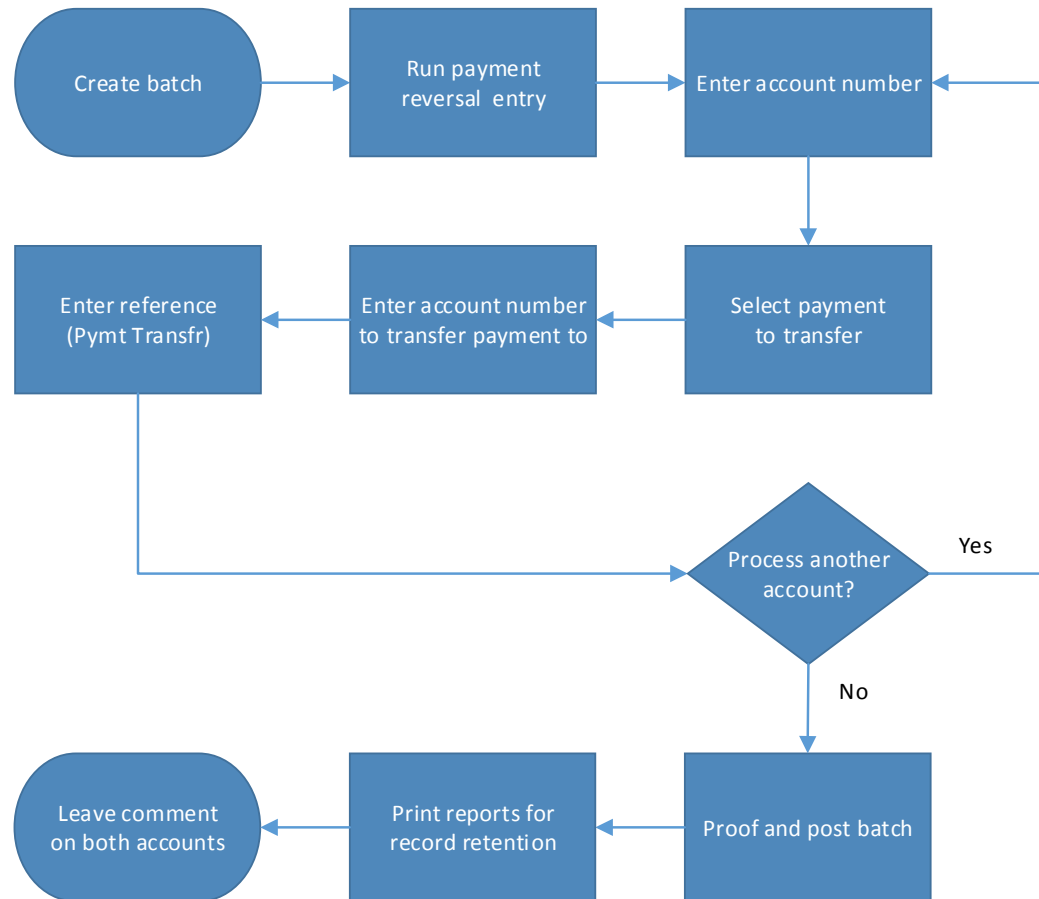 Create batch
Run payment
reversal entry
Enter account number
Enter reference
(Pymt Transfr)
Enter account number
to transfer payment to
Select payment
to transfer
Process another
account?
Yes
No
Leave comment
on both accounts
Print reports for
record retention
Proof and post batch